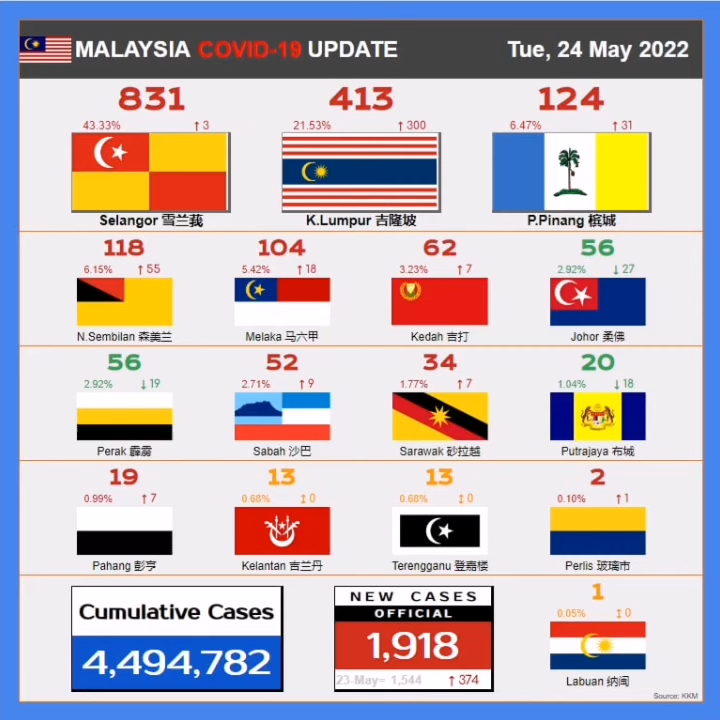 MALAYSIA COVID-19 UPDATE Tue, 24 May 2022
831 413 124
43.33% ↑3 21.53% ↑300 6.47% ↑31
Selangor 雪兰莪 K.Lumpur 吉隆坡 P.Pinang 槟城
118 104 62 56
6.15% ↑55 5.42% ↑18 3.23% ↑7 2.92% ↓27
N.Sembilan 森美兰 Melaka 马六甲 Kedah 吉打 Johor 柔佛
56 52 34 20
2.92% ↓19 2.71% ↑9 1.77% ↑7 1.04% ↓18
Perak 霹雳 Sabah 沙巴 Sarawak 砂拉越 Putrajaya 布城
19 13 13 2
0.99% ↑7 0.68% ↕0 0.68% ↕0 0.10% ↑1
Pahang 彭亨 Kelantan 吉兰丹 Terengganu 登嘉楼 Perlis 玻璃市
Cumulative Cases
4,494,782
NEW CASES
OFFICIAL
1,918
23-May= 1,544 ↑374
1
0.05% ↕0
Labuan 纳闽
Source: KKM